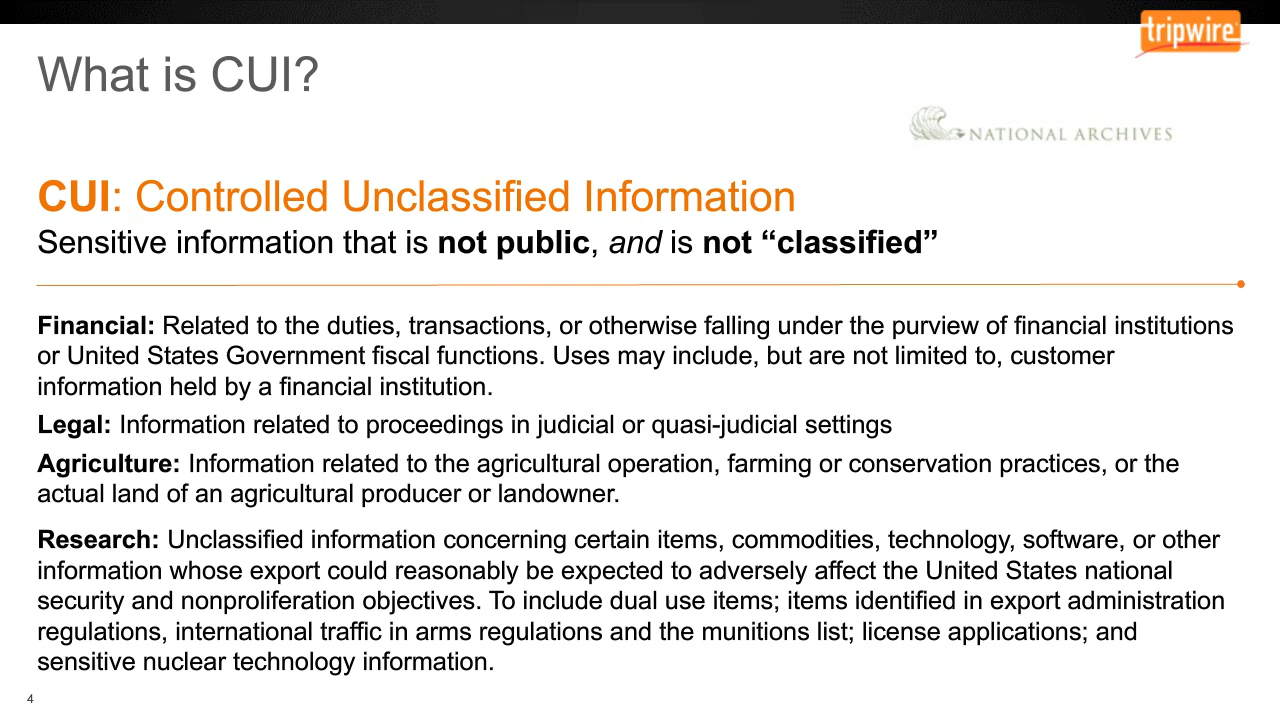 tripwire
What is CUI?
NATIONAL ARCHIVES
CUI: Controlled Unclassified Information
Sensitive information that is not public, and is not “classified”
Financial: Related to the duties, transactions, or otherwise falling under the purview of financial institutions
or United States Government fiscal functions. Uses may include, but are not limited to, customer
information held by a financial institution.
Legal: Information related to proceedings in judicial or quasi-judicial settings
Agriculture: Information related to the agricultural operation, farming or conservation practices, or the
actual land of an agricultural producer or landowner.
Research: Unclassified information concerning certain items, commodities, technology, software, or other
information whose export could reasonably be expected to adversely affect the United States national
security and nonproliferation objectives. To include dual use items; items identified in export administration
regulations, international traffic in arms regulations and the munitions list; license applications; and
sensitive nuclear technology information.
4